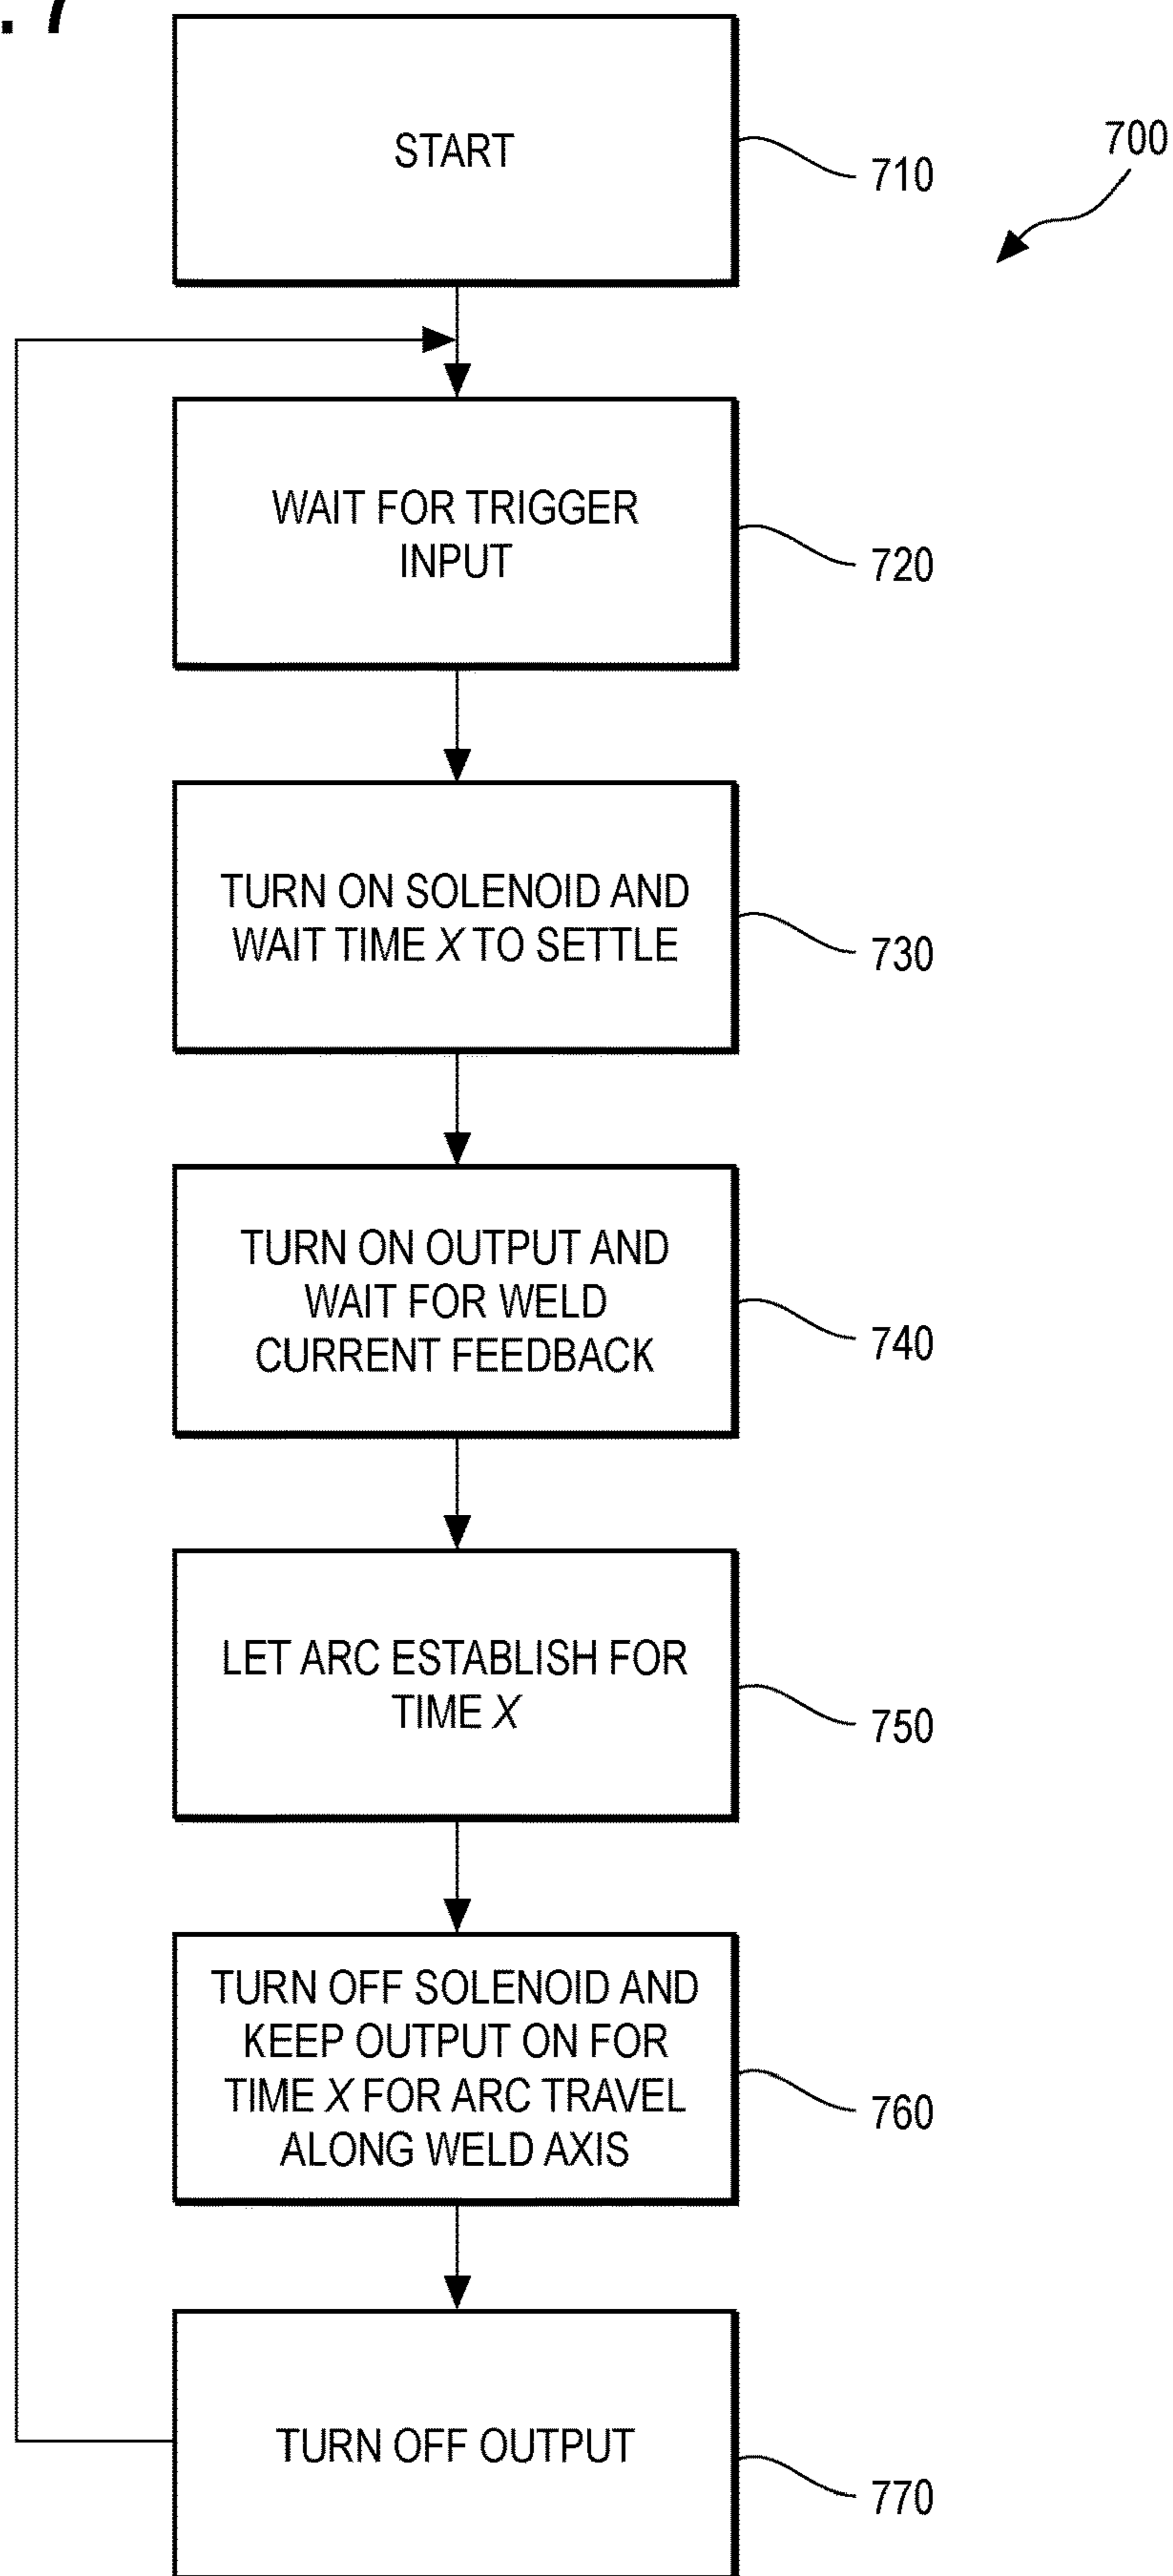 . 7
START
710
700
WAIT FOR TRIGGER
INPUT
720
TURN ON SOLENOID AND
WAIT TIME X TO SETTLE
730
TURN ON OUTPUT AND
WAIT FOR WELD
CURRENT FEEDBACK
740
LET ARC ESTABLISH FOR
TIME X
750
TURN OFF SOLENOID AND
KEEP OUTPUT ON FOR
TIME X FOR ARC TRAVEL
ALONG WELD AXIS
760
TURN OFF OUTPUT
770